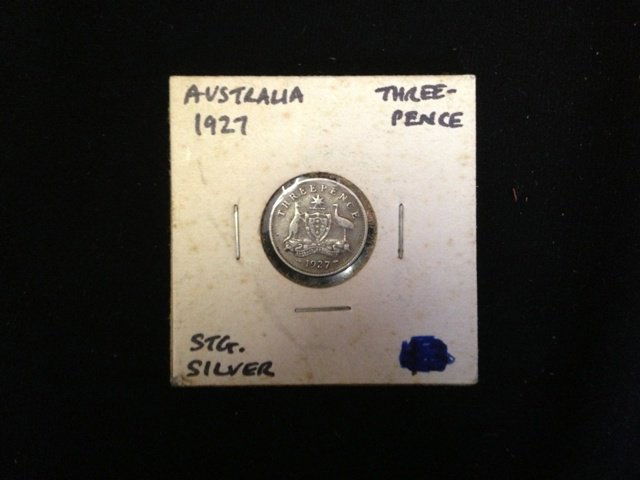 AUSTRALIA
1927
THREE-
PENCE
THREEPENCE
1927
STG.
SILVER